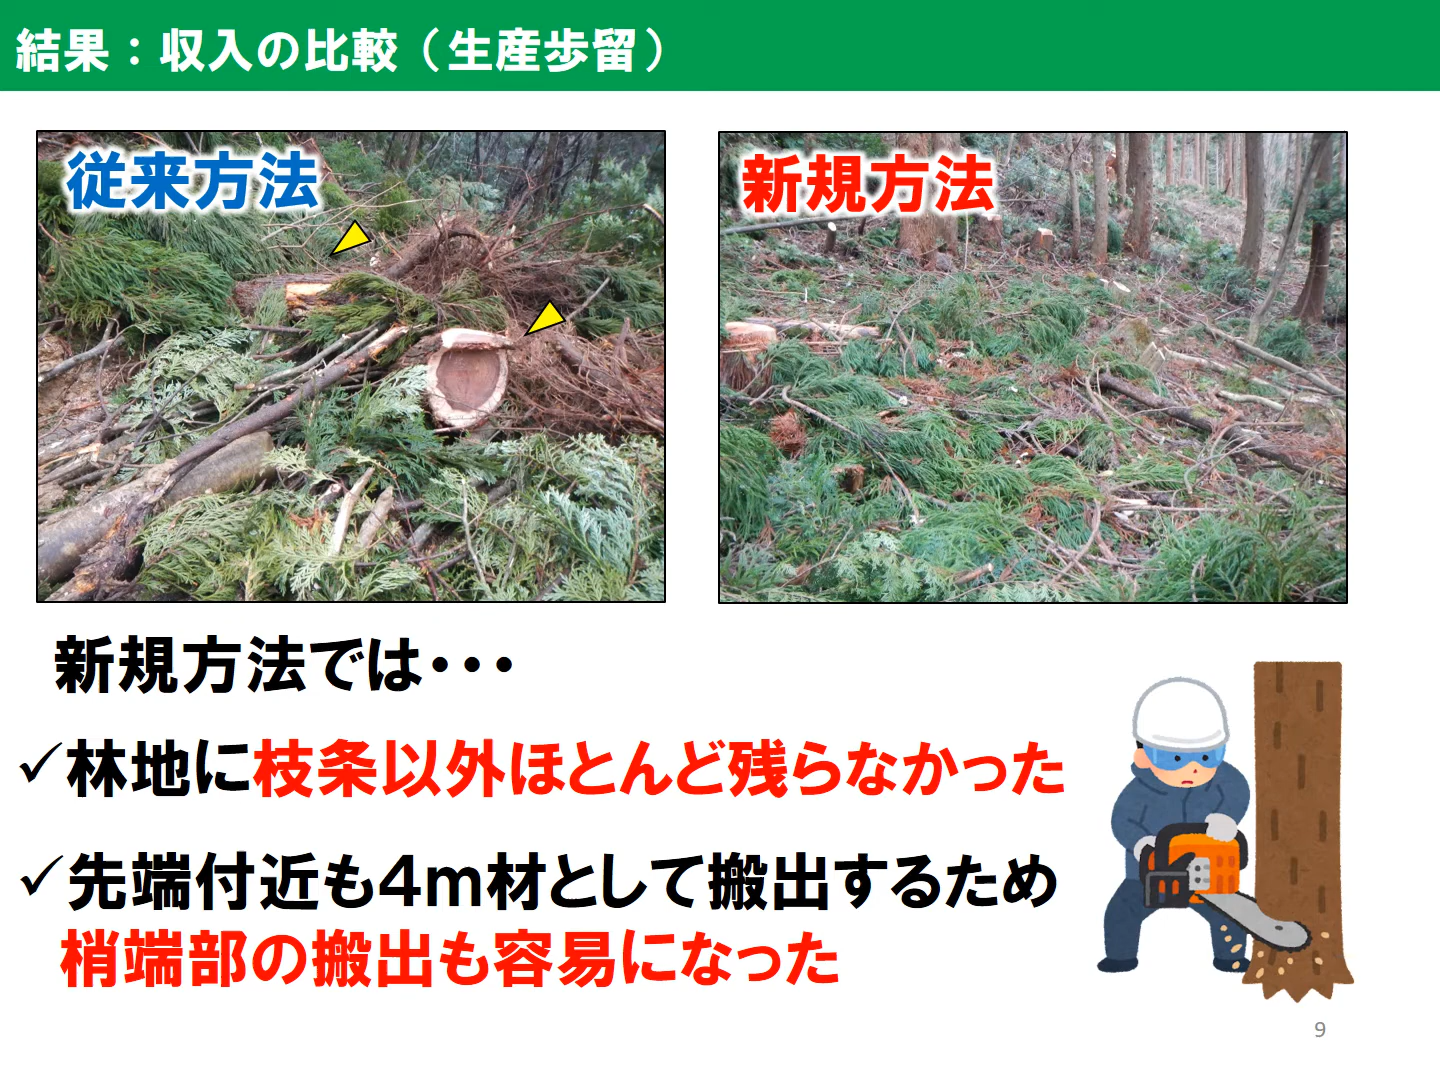 結果：収入の比較（生産歩留）
従来方法
新規方法
新規方法では・・・
✓林地に枝条以外ほとんど残らなかった
✓先端付近も4m材として搬出するため
梢端部の搬出も容易になった
9